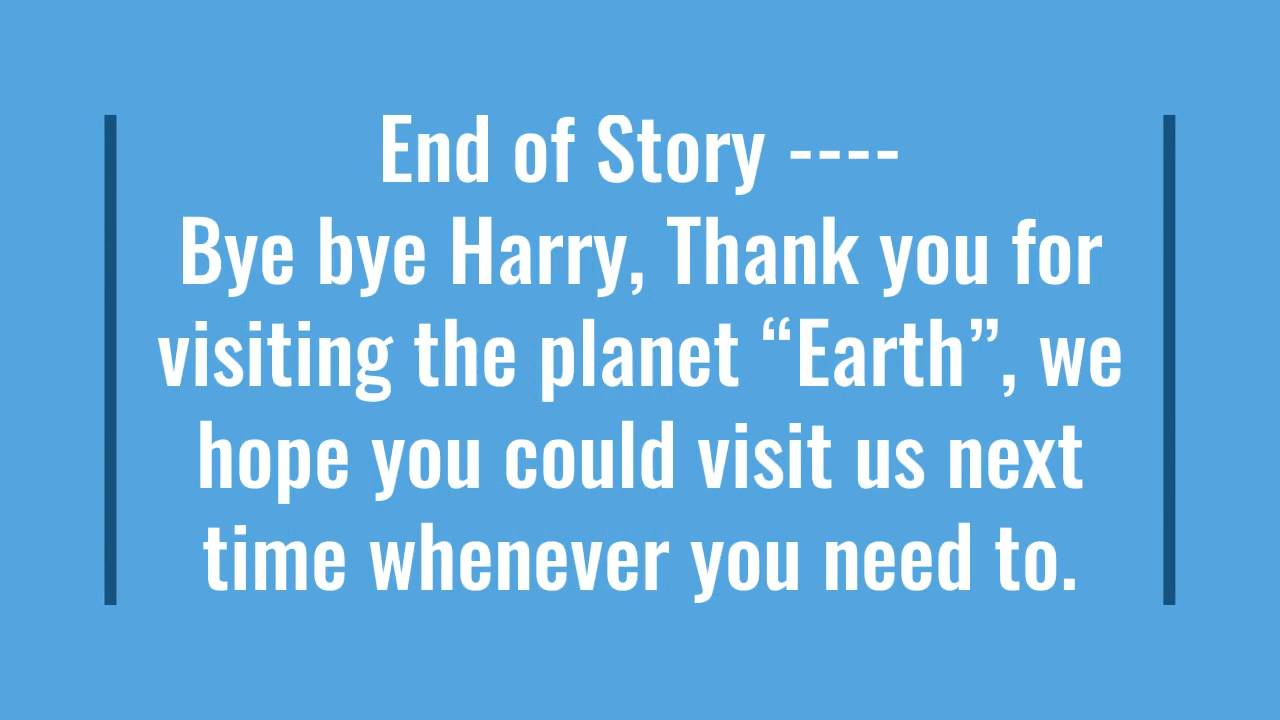 End of Story ----
Bye bye Harry, Thank you for
visiting the planet “Earth”, we
hope you could visit us next
time whenever you need to.